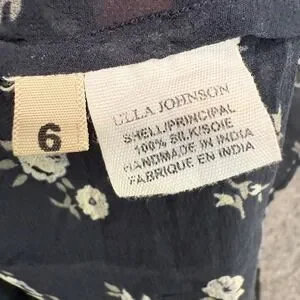 6
ULLA JOHNSON
SHELL/PRINCIPAL
100% SILK/SOIE
HANDMADE IN INDIA
FABRIQUE EN INDIA